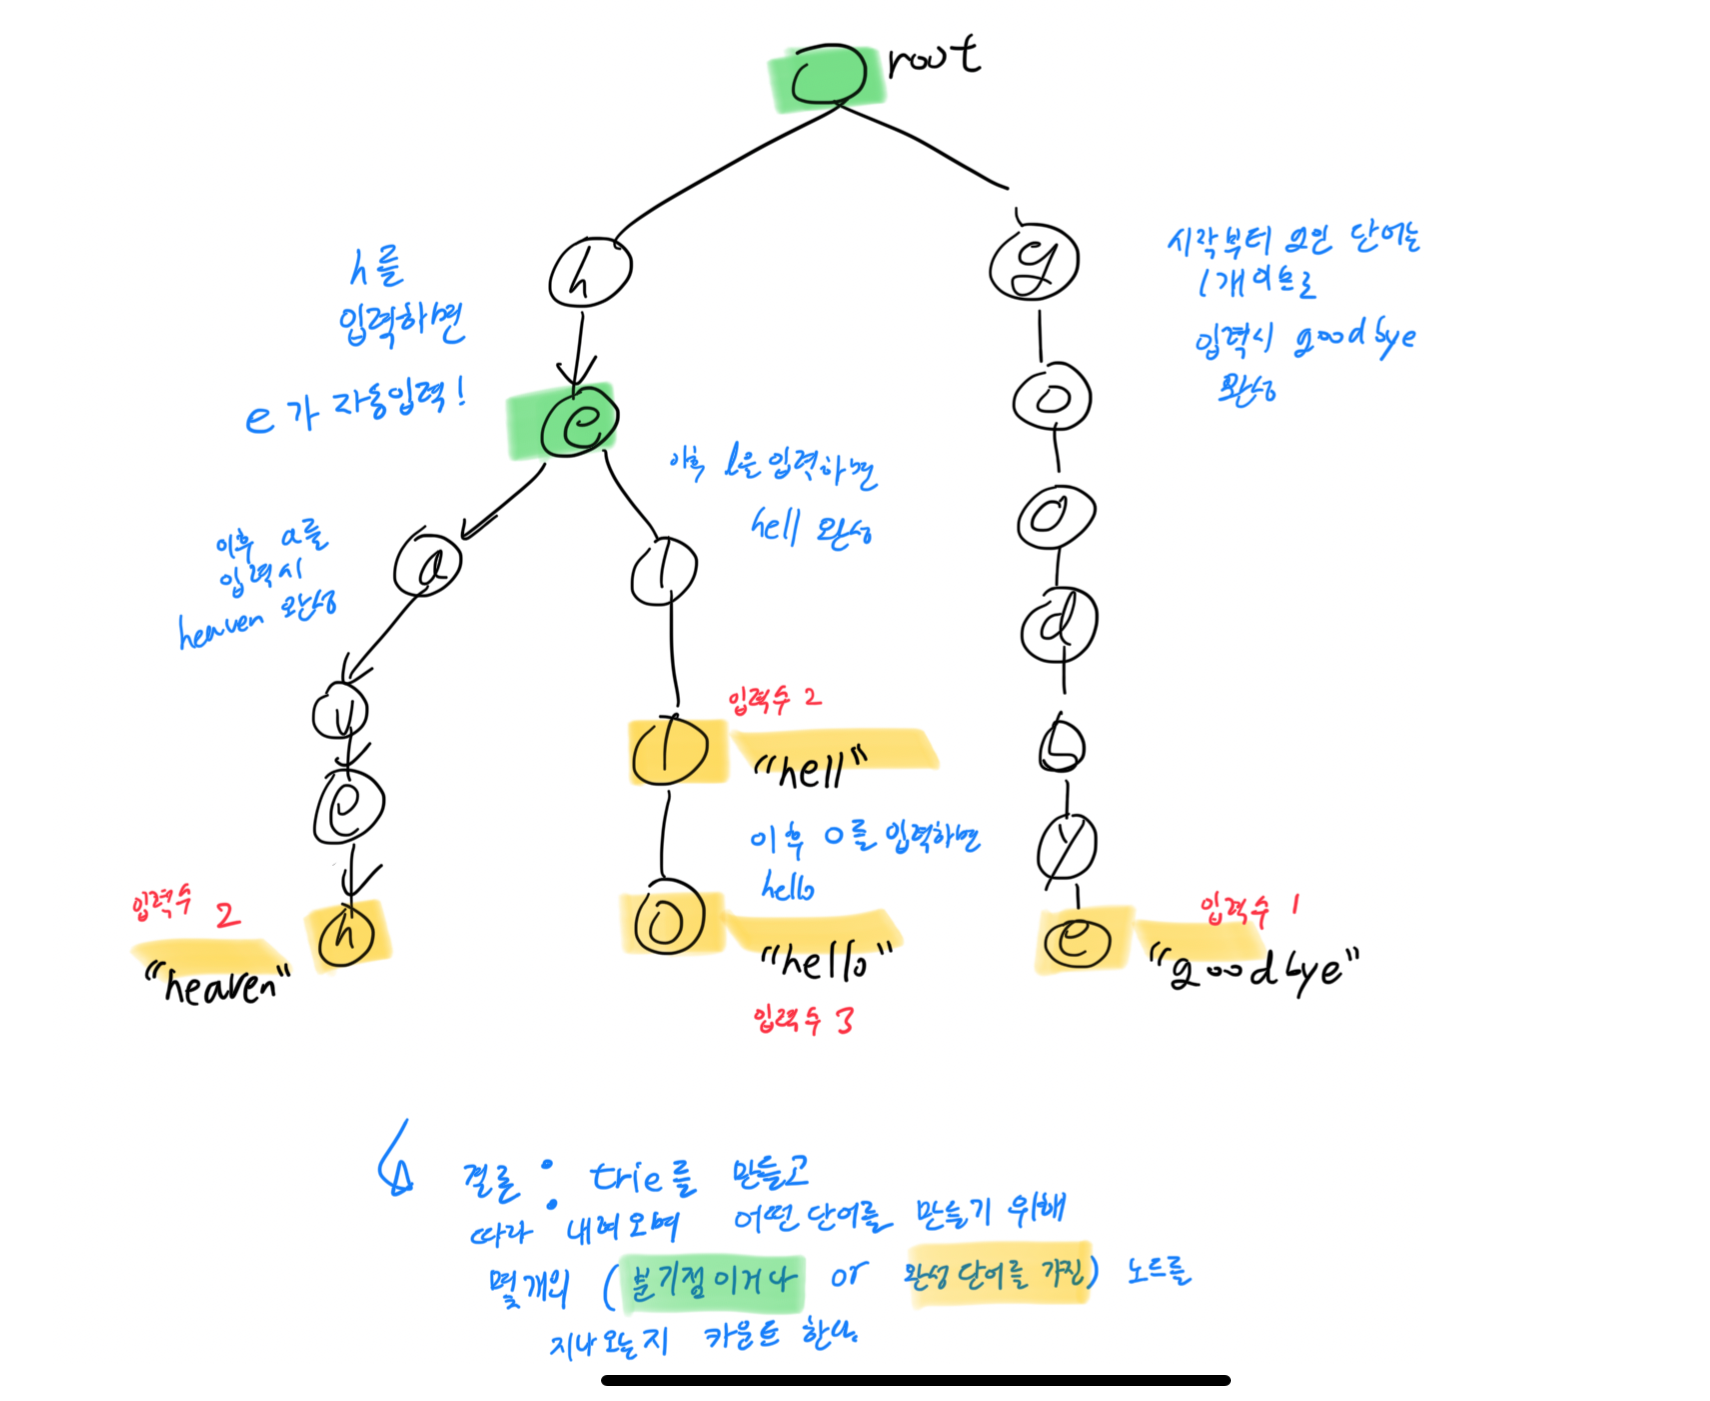 root
h
g
h를
입력하면
e가 자동입력!
시작부터 g인 단어는
1개이므로
입력시 goodbye
완성
e
o
이후 l을 입력하면
hell 완성
이후 a를
입력시
heaven 완성
a
l
o
d
v
입력수 2
l
"hell"
b
e
이후 o를 입력하면
hello
y
입력수 2
"heaven"
h
o
"hello"
입력수 3
입력수 1
e
"goodbye"
결론 : trie를 만들고
따라 내려오며 어떤 단어를 만들기 위해
몇개의 (분기점이거나 or 완성 단어를 가진) 노드를
지나오는지 카운트 한다.